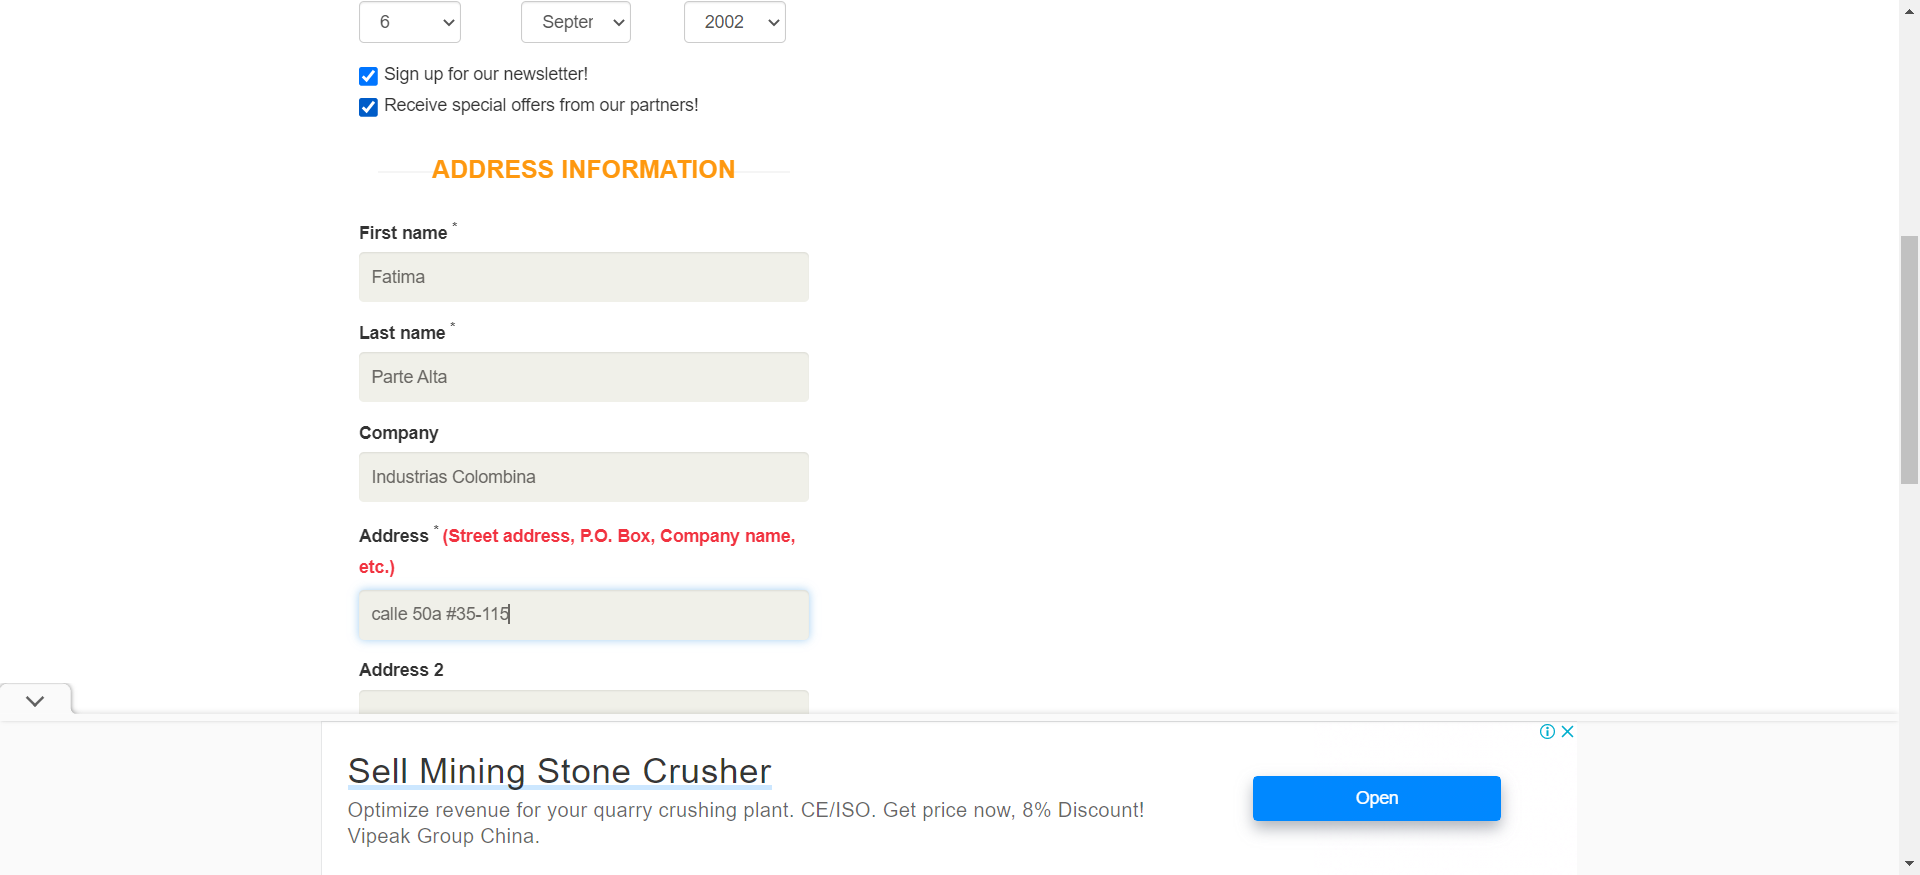 6 Septer 2002
Sign up for our newsletter!
Receive special offers from our partners!
ADDRESS INFORMATION
First name *
Fatima
Last name *
Parte Alta
Company
Industrias Colombina
Address * (Street address, P.O. Box, Company name,
etc.)
calle 50a #35-115
Address 2
Sell Mining Stone Crusher
Optimize revenue for your quarry crushing plant. CE/ISO. Get price now, 8% Discount!
Vipeak Group China.
Open